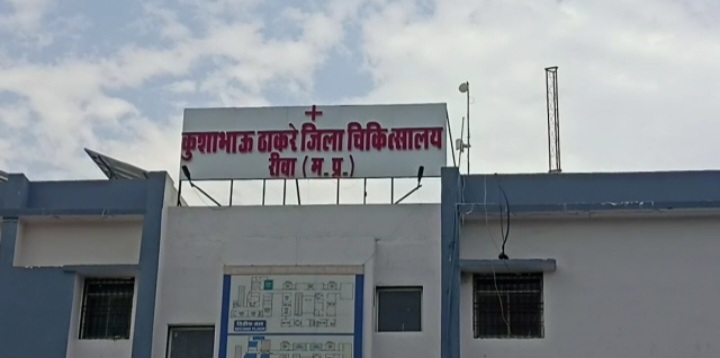 कुशाभाऊ ठाकरे जिला चिकित्सालय
रीवा (म.प्र.)